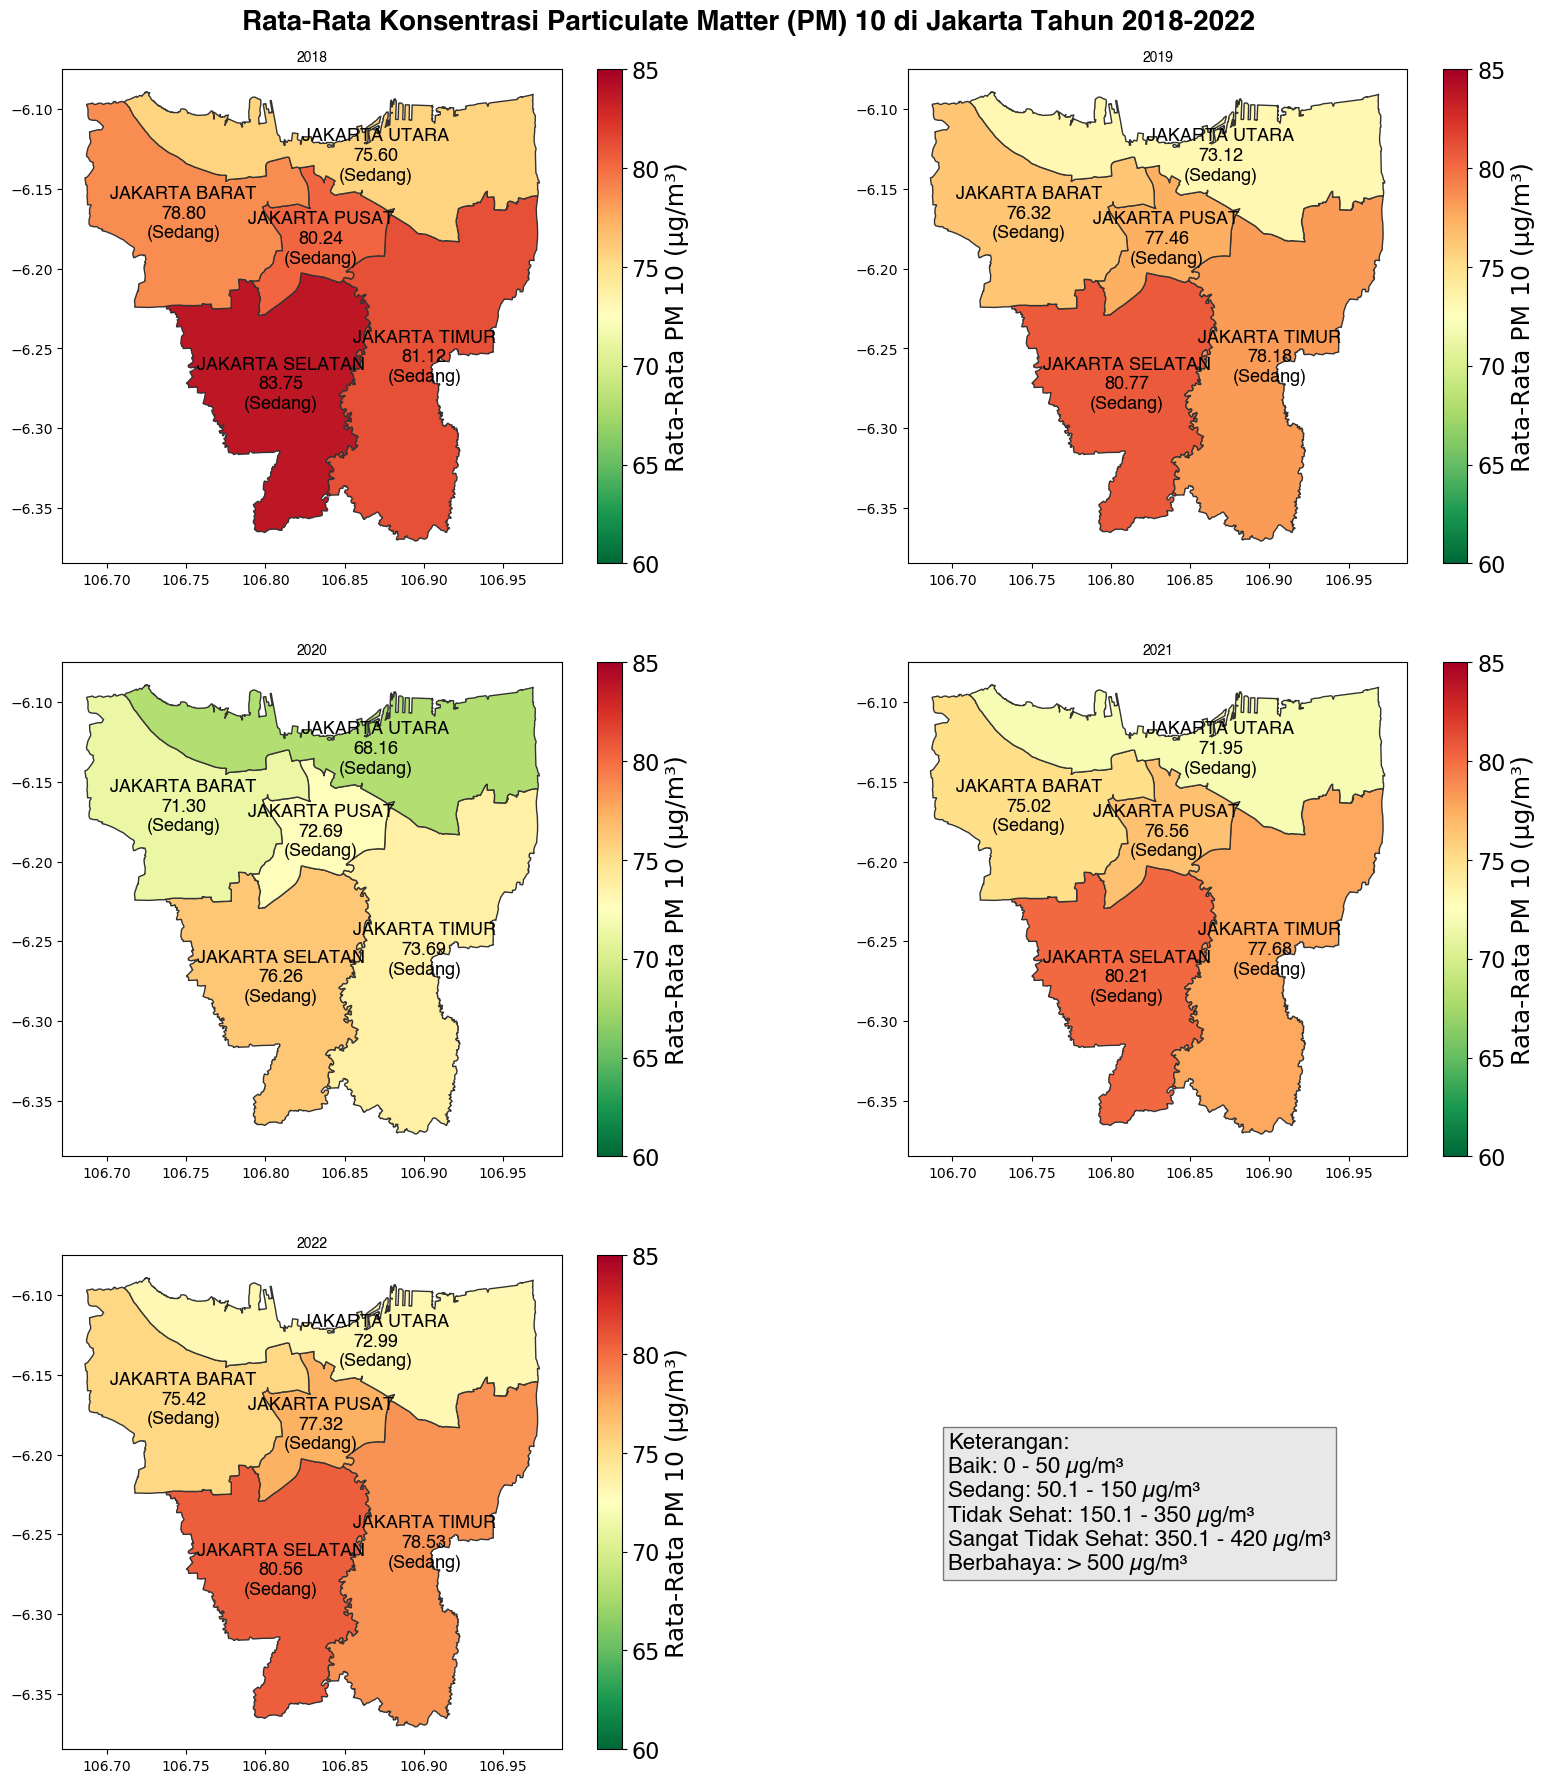 Rata-Rata Konsentrasi Particulate Matter (PM) 10 di Jakarta Tahun 2018-2022
2018
−6.10
−6.15
−6.20
−6.25
−6.30
−6.35
106.70 106.75 106.80 106.85 106.90 106.95
JAKARTA UTARA
75.60
(Sedang)
JAKARTA BARAT
78.80
(Sedang)
JAKARTA PUSAT
80.24
(Sedang)
JAKARTA TIMUR
81.12
(Sedang)
JAKARTA SELATAN
83.75
(Sedang)
85
80
75
70
65
60
Rata-Rata PM 10 (μg/m³)
2019
−6.10
−6.15
−6.20
−6.25
−6.30
−6.35
106.70 106.75 106.80 106.85 106.90 106.95
JAKARTA UTARA
73.12
(Sedang)
JAKARTA BARAT
76.32
(Sedang)
JAKARTA PUSAT
77.46
(Sedang)
JAKARTA TIMUR
78.18
(Sedang)
JAKARTA SELATAN
80.77
(Sedang)
85
80
75
70
65
60
Rata-Rata PM 10 (μg/m³)
2020
−6.10
−6.15
−6.20
−6.25
−6.30
−6.35
106.70 106.75 106.80 106.85 106.90 106.95
JAKARTA UTARA
68.16
(Sedang)
JAKARTA BARAT
71.30
(Sedang)
JAKARTA PUSAT
72.69
(Sedang)
JAKARTA TIMUR
73.69
(Sedang)
JAKARTA SELATAN
76.26
(Sedang)
85
80
75
70
65
60
Rata-Rata PM 10 (μg/m³)
2021
−6.10
−6.15
−6.20
−6.25
−6.30
−6.35
106.70 106.75 106.80 106.85 106.90 106.95
JAKARTA UTARA
71.95
(Sedang)
JAKARTA BARAT
75.02
(Sedang)
JAKARTA PUSAT
76.56
(Sedang)
JAKARTA TIMUR
77.68
(Sedang)
JAKARTA SELATAN
80.21
(Sedang)
85
80
75
70
65
60
Rata-Rata PM 10 (μg/m³)
2022
−6.10
−6.15
−6.20
−6.25
−6.30
−6.35
106.70 106.75 106.80 106.85 106.90 106.95
JAKARTA UTARA
72.99
(Sedang)
JAKARTA BARAT
75.42
(Sedang)
JAKARTA PUSAT
77.32
(Sedang)
JAKARTA TIMUR
78.53
(Sedang)
JAKARTA SELATAN
80.56
(Sedang)
85
80
75
70
65
60
Rata-Rata PM 10 (μg/m³)
Keterangan:
Baik: 0 - 50 μg/m³
Sedang: 50.1 - 150 μg/m³
Tidak Sehat: 150.1 - 350 μg/m³
Sangat Tidak Sehat: 350.1 - 420 μg/m³
Berbahaya: > 500 μg/m³